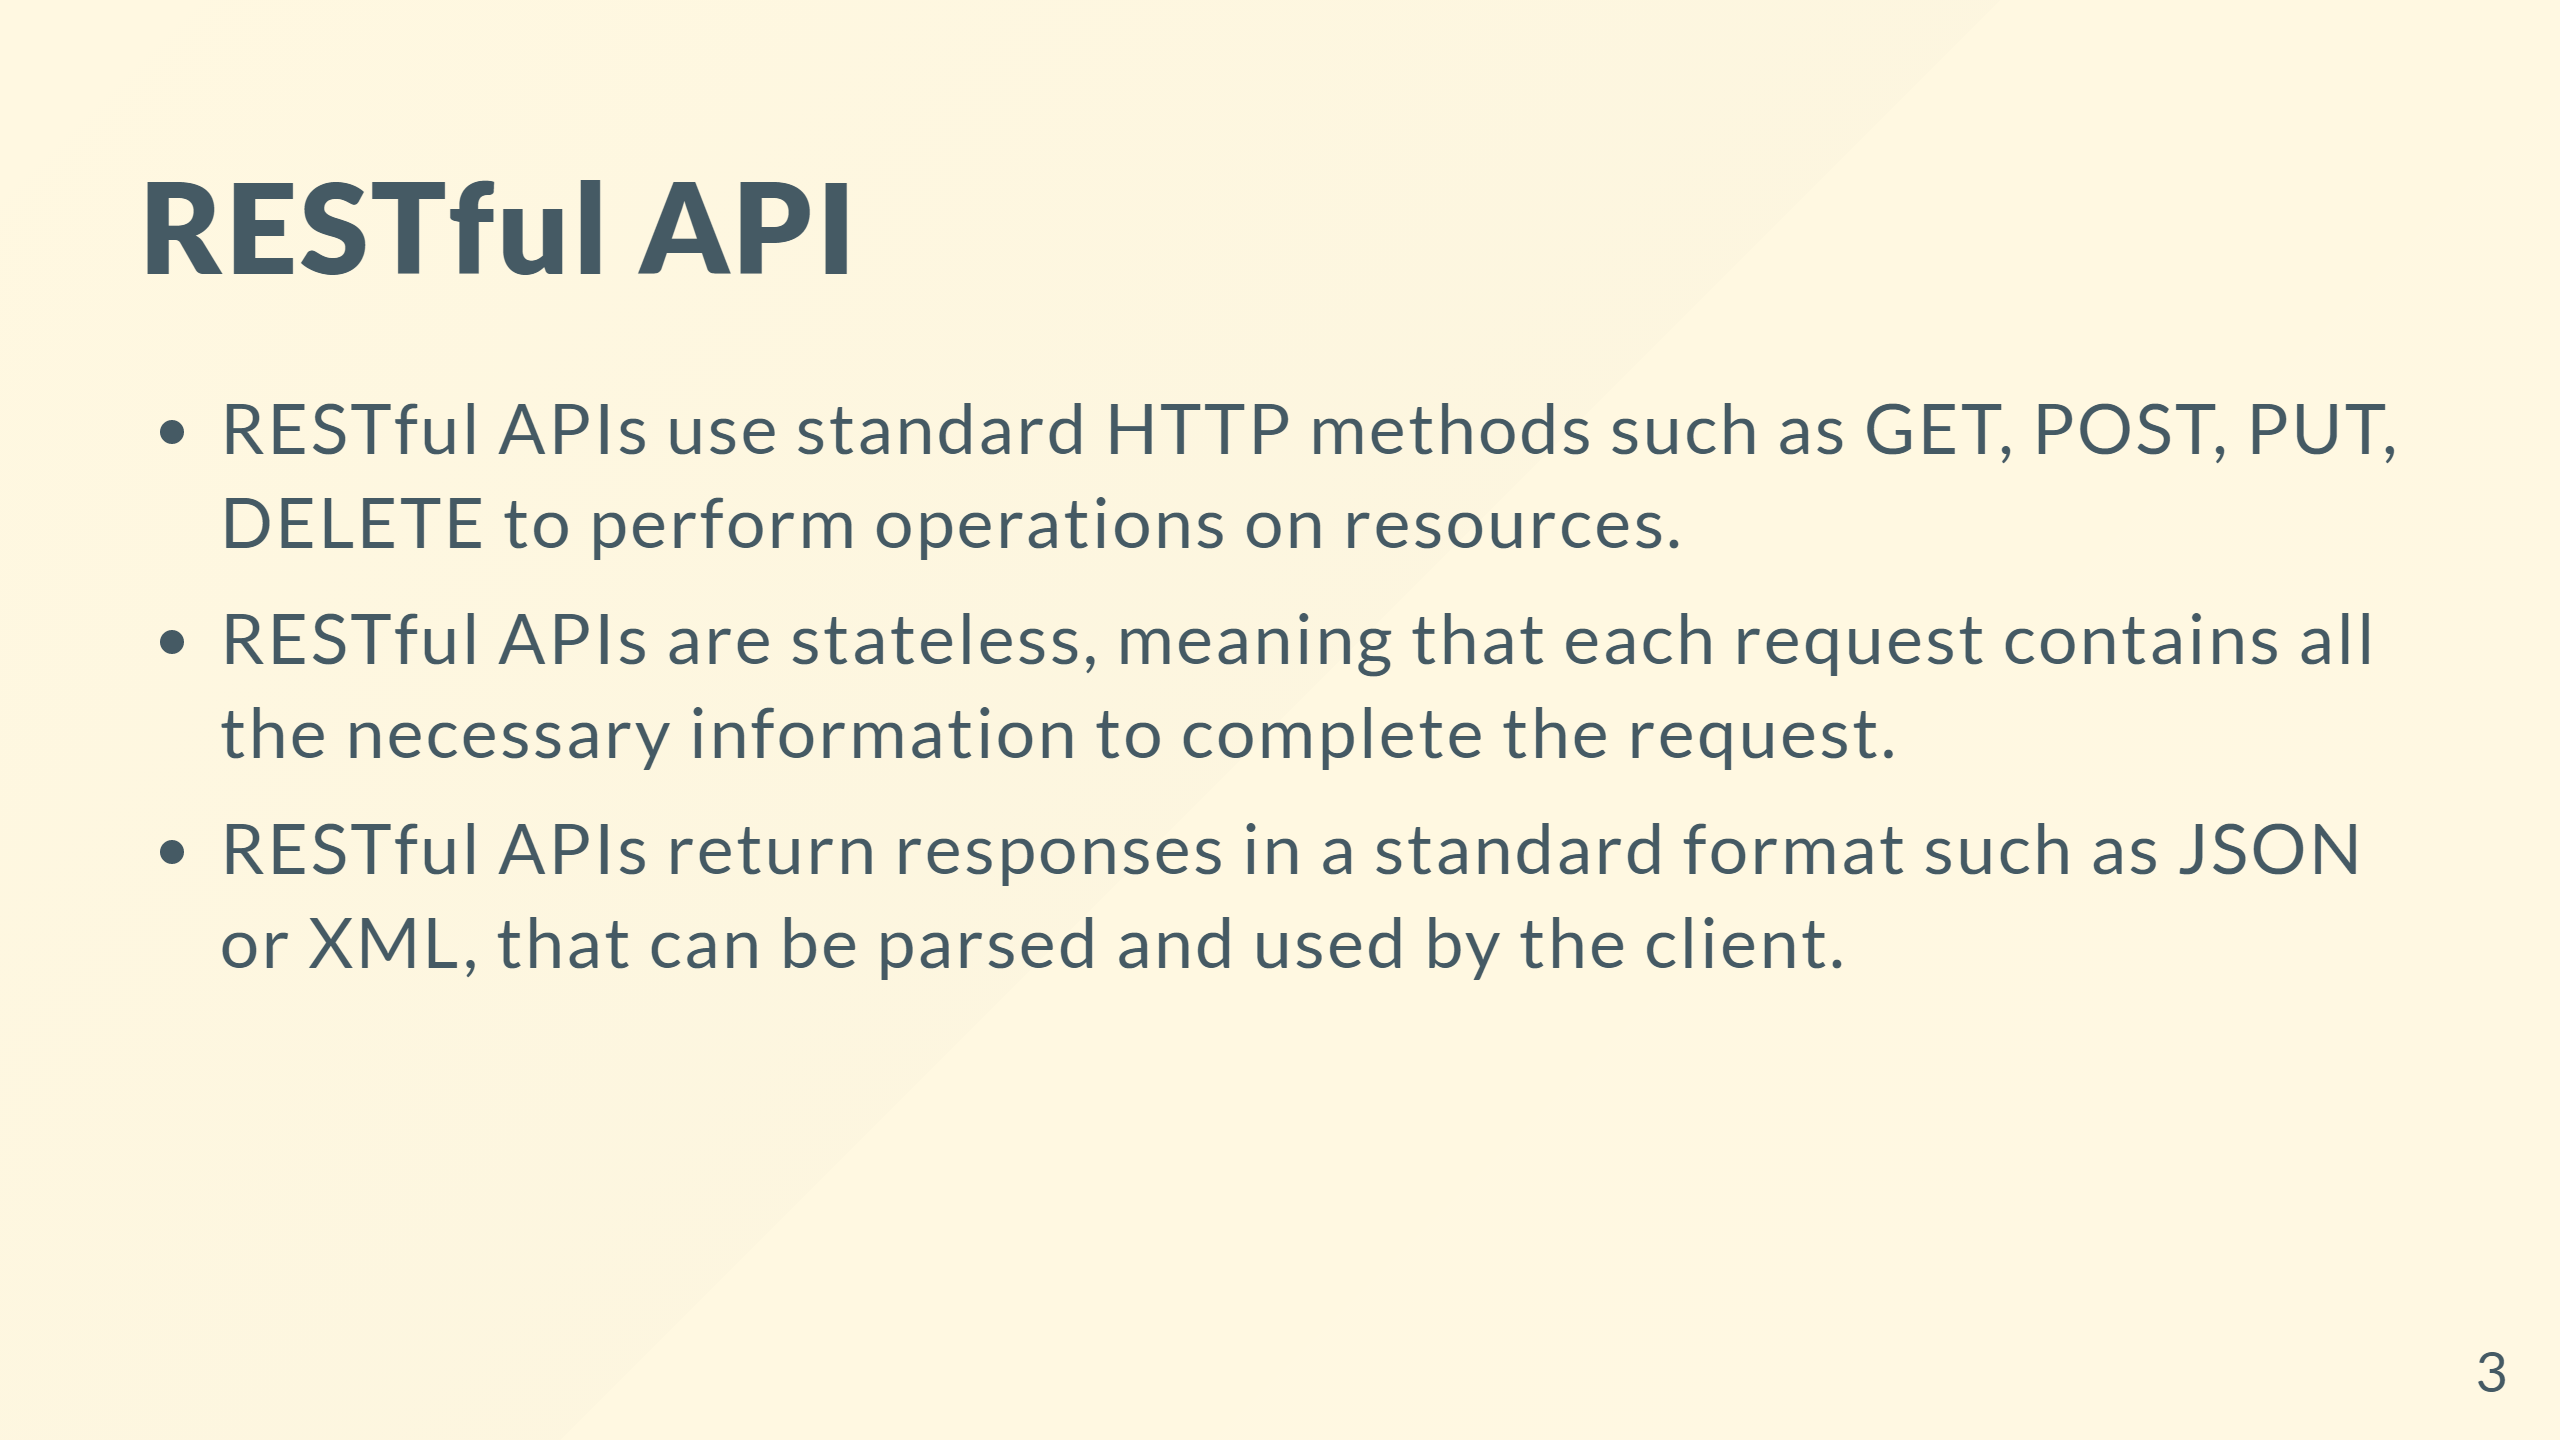 RESTful API
• RESTful APIs use standard HTTP methods such as GET, POST, PUT,
DELETE to perform operations on resources.
• RESTful APIs are stateless, meaning that each request contains all
the necessary information to complete the request.
• RESTful APIs return responses in a standard format such as JSON
or XML, that can be parsed and used by the client.
3